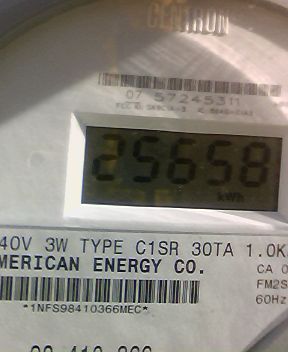 CENTRON
07 57245311
25658
kWh
40V 3W TYPE C1SR 30TA 1.0K
MERICAN ENERGY CO.
CA 0
FM2S
60Hz
*1NFS98410366MEC*